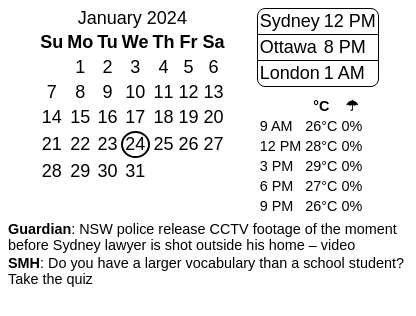 January 2024
Su Mo Tu We Th Fr Sa
1 2 3 4 5 6
7 8 9 10 11 12 13
14 15 16 17 18 19 20
21 22 23 24 25 26 27
28 29 30 31
Sydney 12 PM
Ottawa 8 PM
London 1 AM
°C ☂
9 AM 26°C 0%
12 PM 28°C 0%
3 PM 29°C 0%
6 PM 27°C 0%
9 PM 26°C 0%
Guardian: NSW police release CCTV footage of the moment
before Sydney lawyer is shot outside his home – video
SMH: Do you have a larger vocabulary than a school student?
Take the quiz